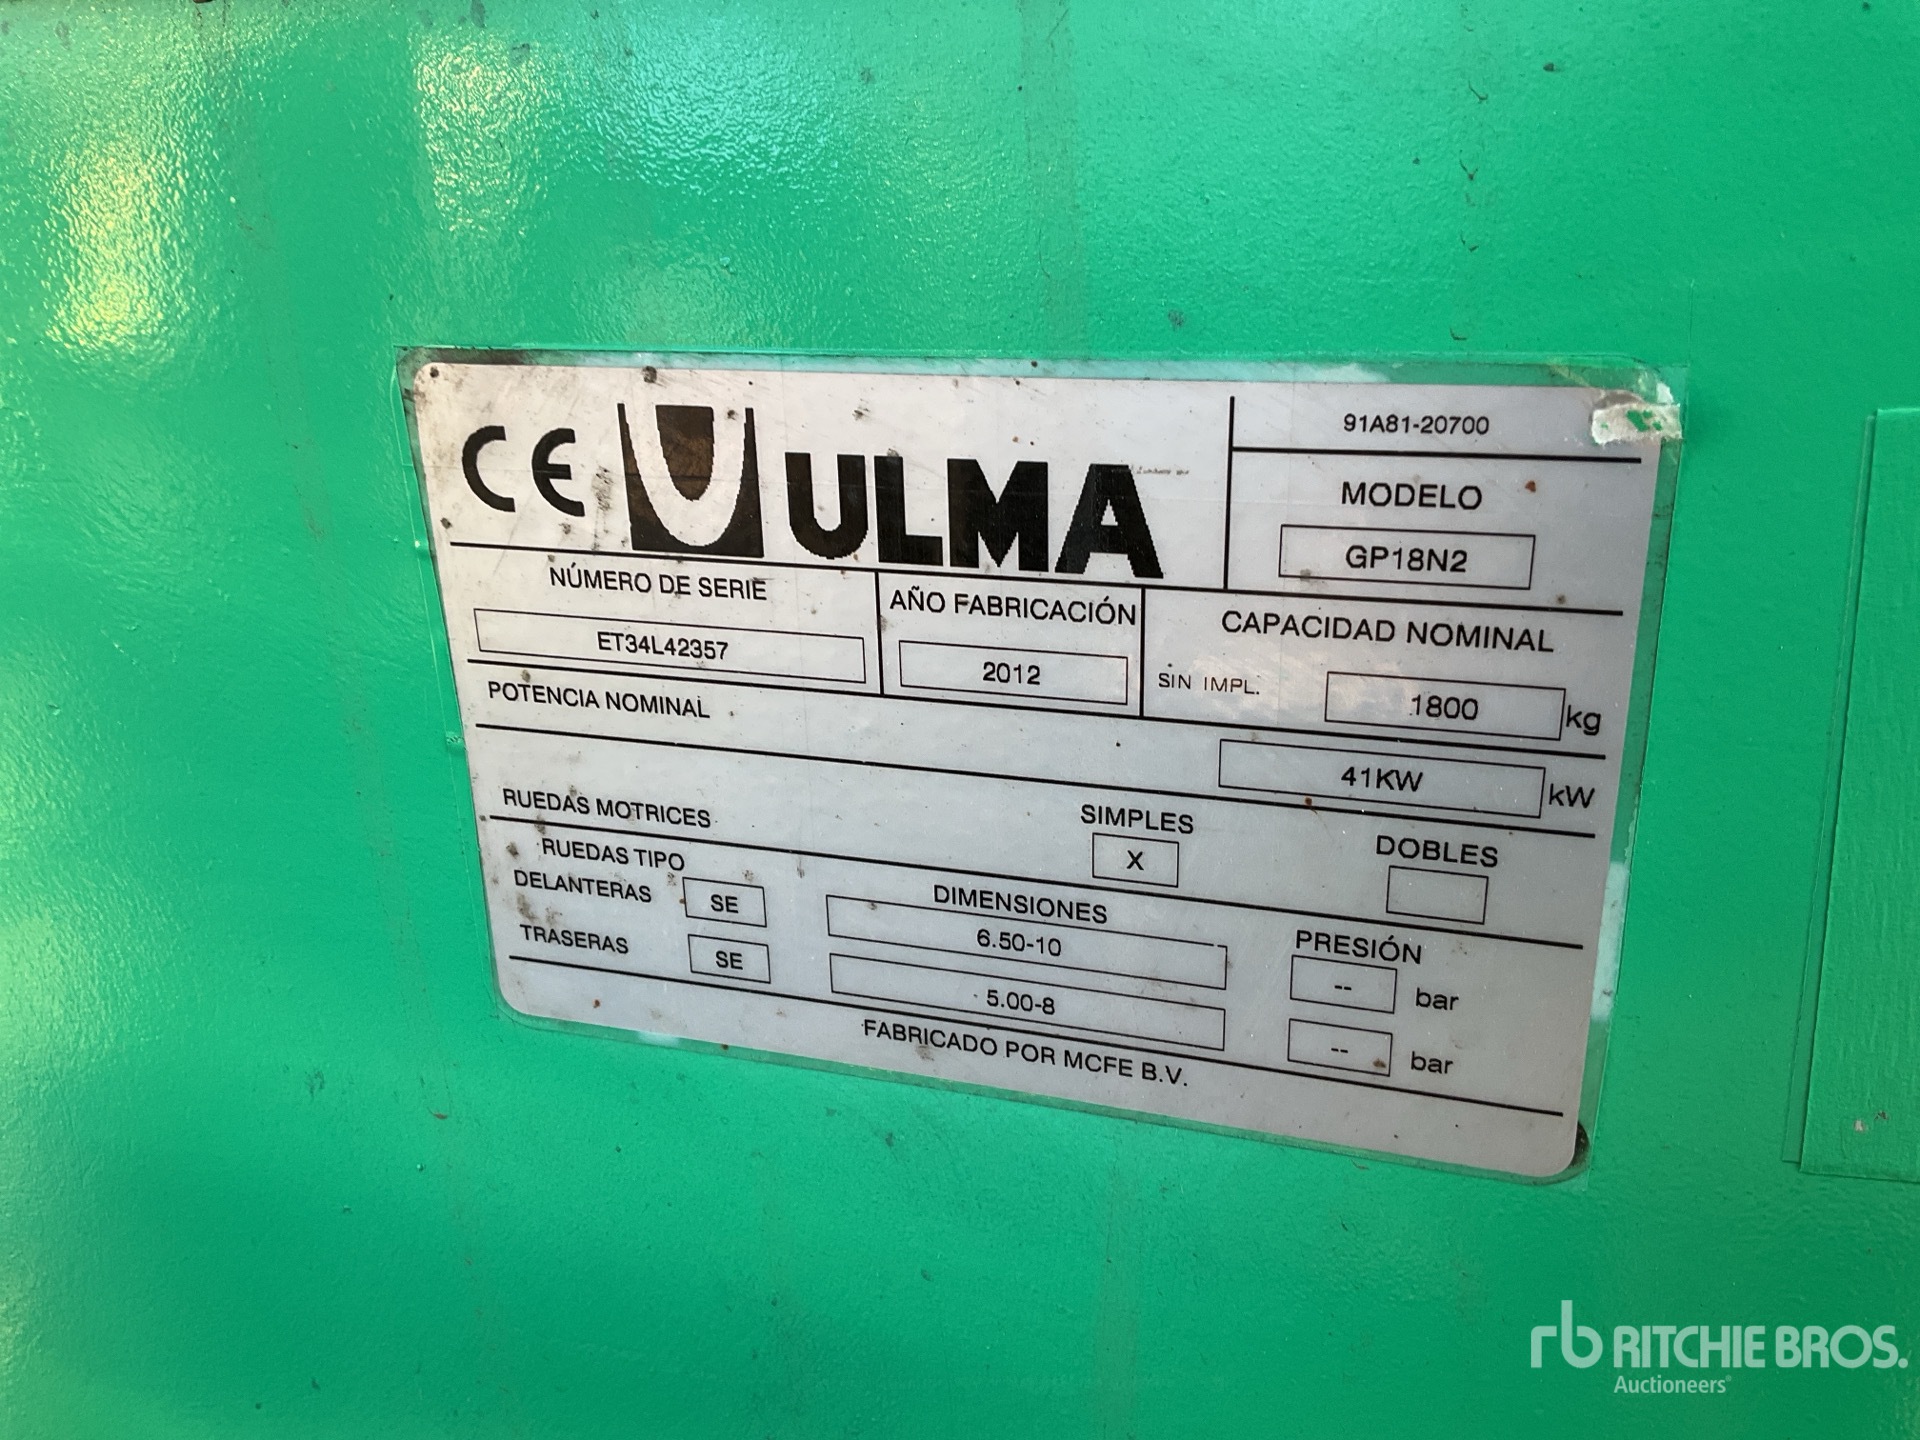 CE ULMA
91A81-20700
MODELO
GP18N2
NÚMERO DE SERIE
ET34L42357
AÑO FABRICACIÓN
2012
CAPACIDAD NOMINAL
SIN IMPL. 1800 kg
POTENCIA NOMINAL
41KW kW
RUEDAS MOTRICES
SIMPLES
X
DOBLES
RUEDAS TIPO
DIMENSIONES
PRESIÓN
DELANTERAS SE 6.50-10 -- bar
TRASERAS SE 5.00-8 -- bar
FABRICADO POR MCFE B.V.
rb RITCHIE BROS.
Auctioneers